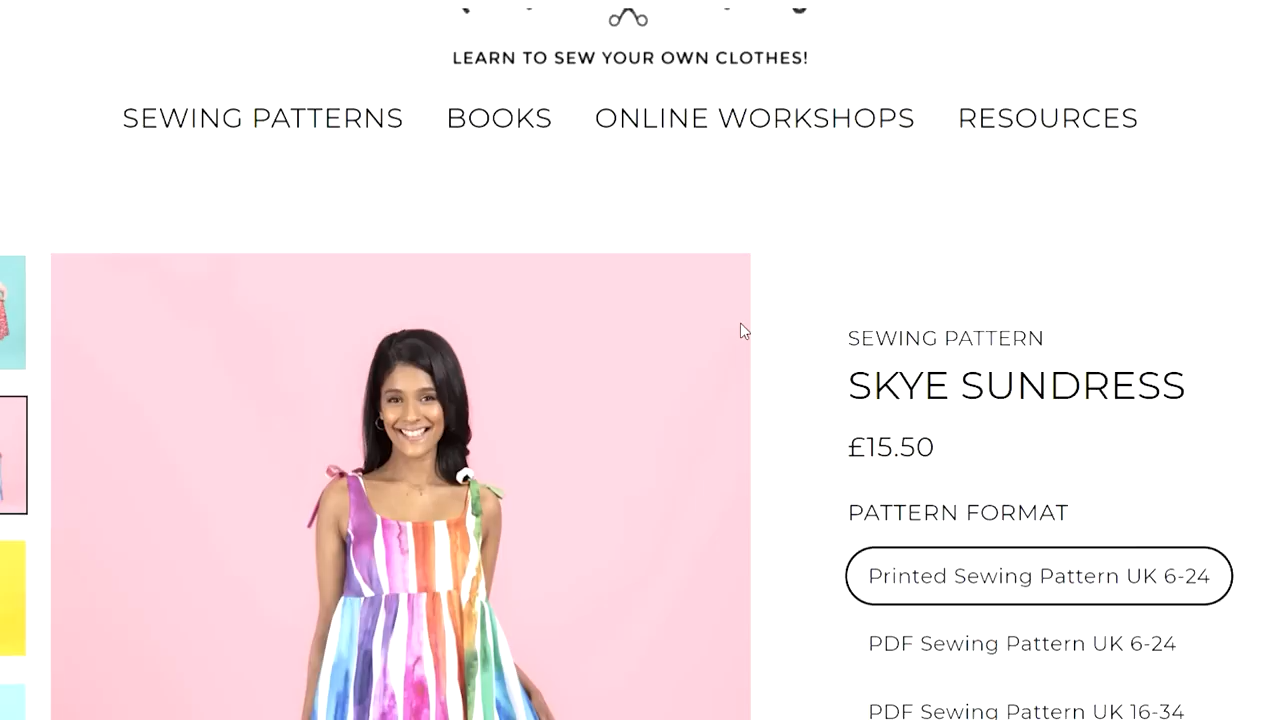 LEARN TO SEW YOUR OWN CLOTHES!
SEWING PATTERNS BOOKS ONLINE WORKSHOPS RESOURCES
SEWING PATTERN
SKYE SUNDRESS
£15.50
PATTERN FORMAT
Printed Sewing Pattern UK 6-24
PDF Sewing Pattern UK 6-24
PDF Sewing Pattern UK 16-34